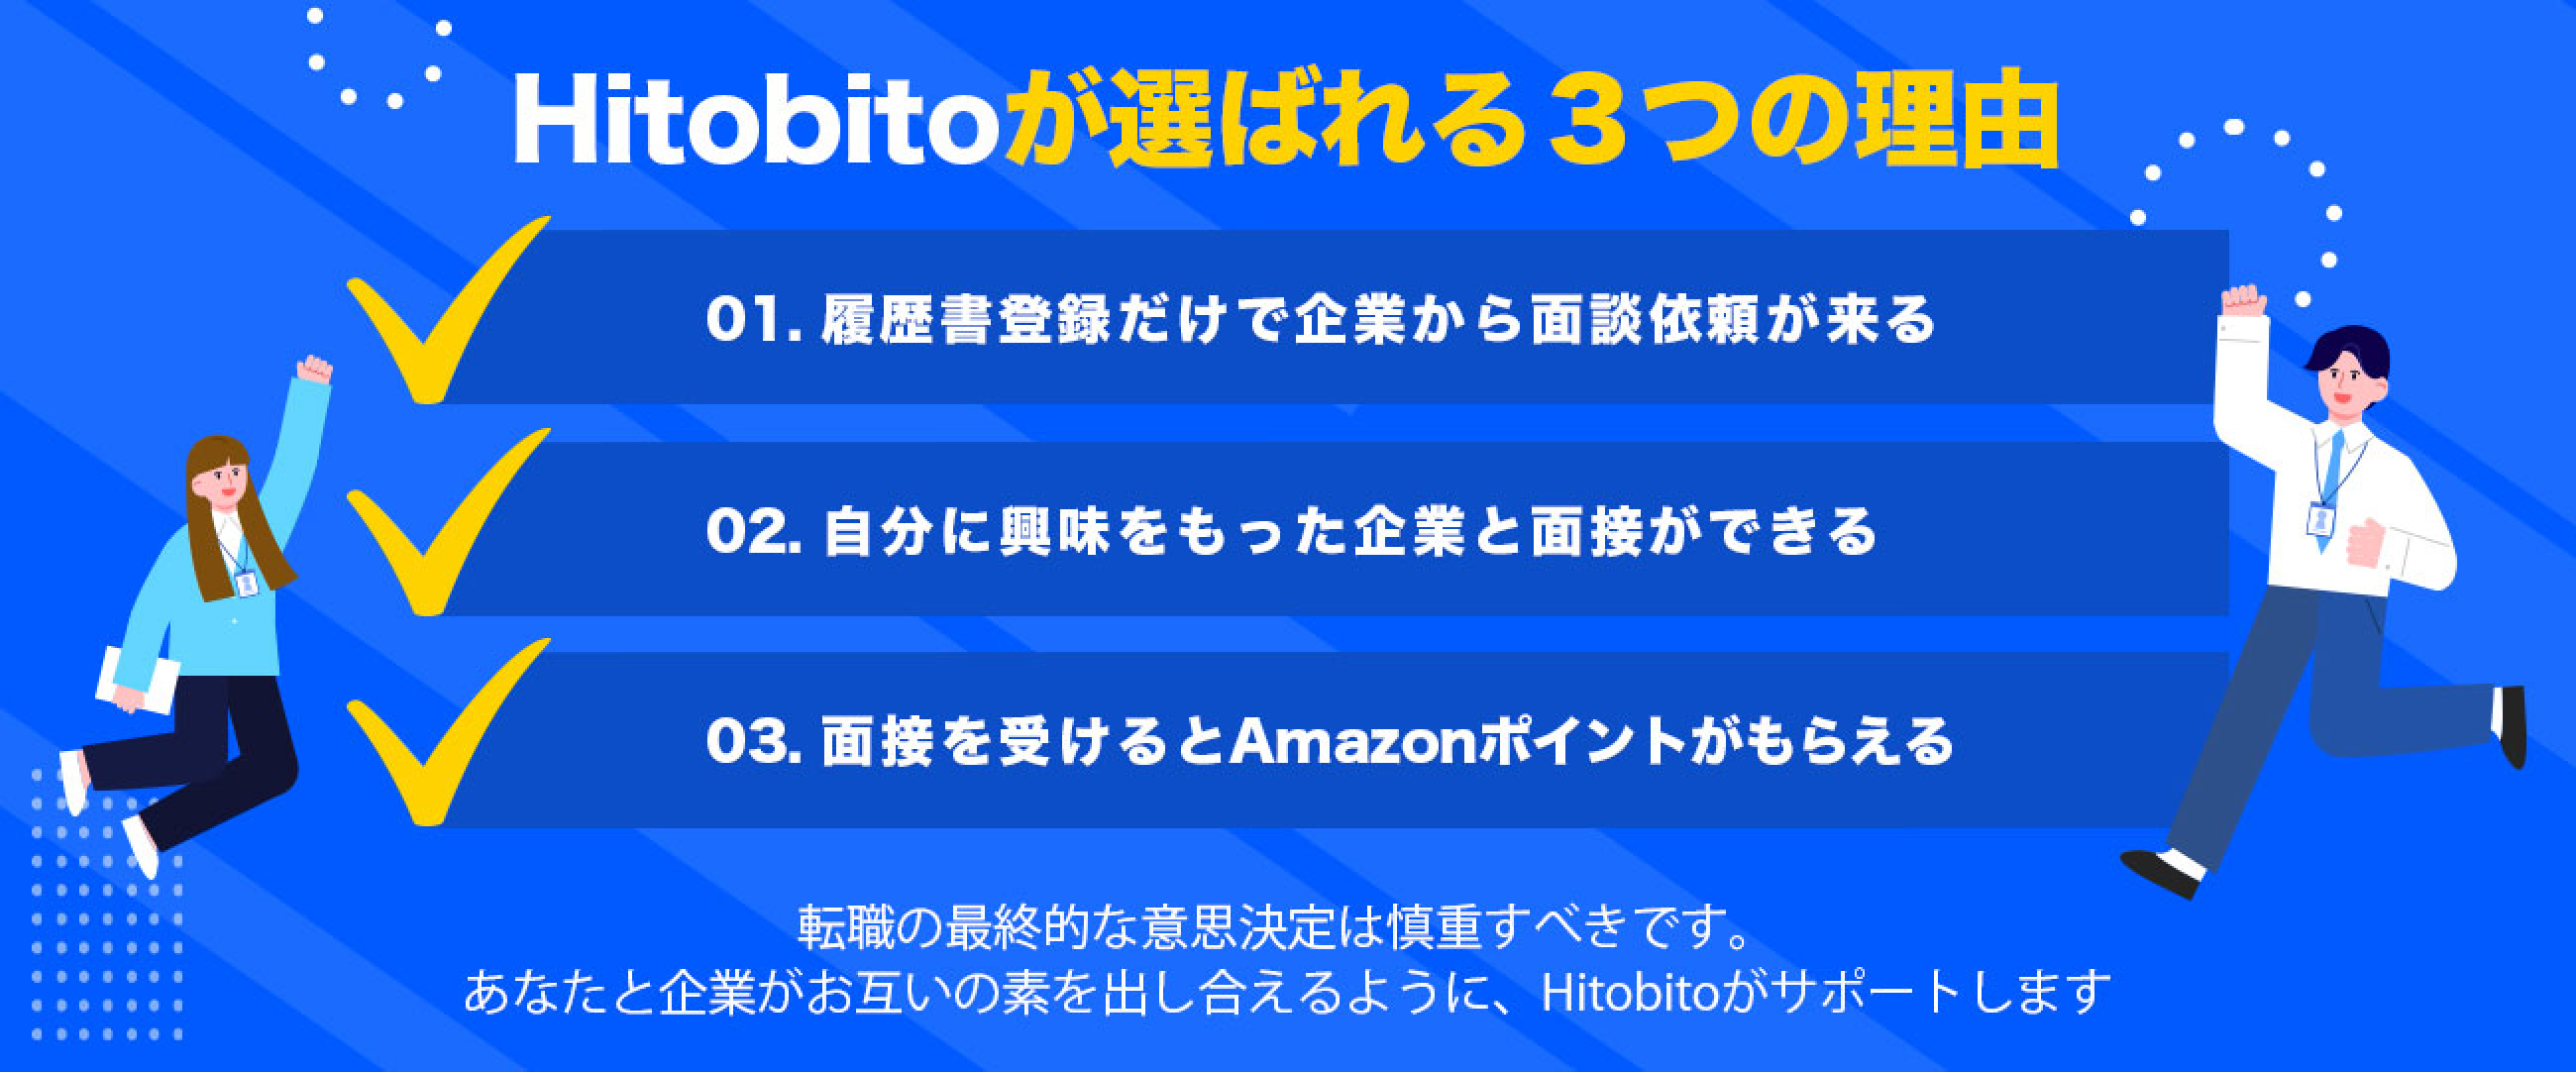 Hitobitoが選ばれる３つの理由
01. 履歴書登録だけで企業から面談依頼が来る
02. 自分に興味をもった企業と面接ができる
03. 面接を受けるとAmazonポイントがもらえる
転職の最終的な意思決定は慎重すべきです。
あなたと企業がお互いの素を出し合えるように、Hitobitoがサポートします